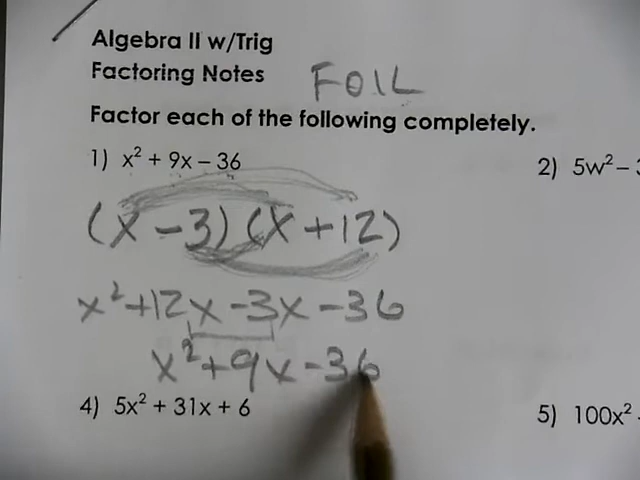 Algebra II w/Trig
Factoring Notes FOIL
Factor each of the following completely.
1) x² + 9x – 36
2) 5w² –
(x - 3)(x + 12)
x² + 12x - 3x - 36
x² + 9x - 36
4) 5x² + 31x + 6
5) 100x²